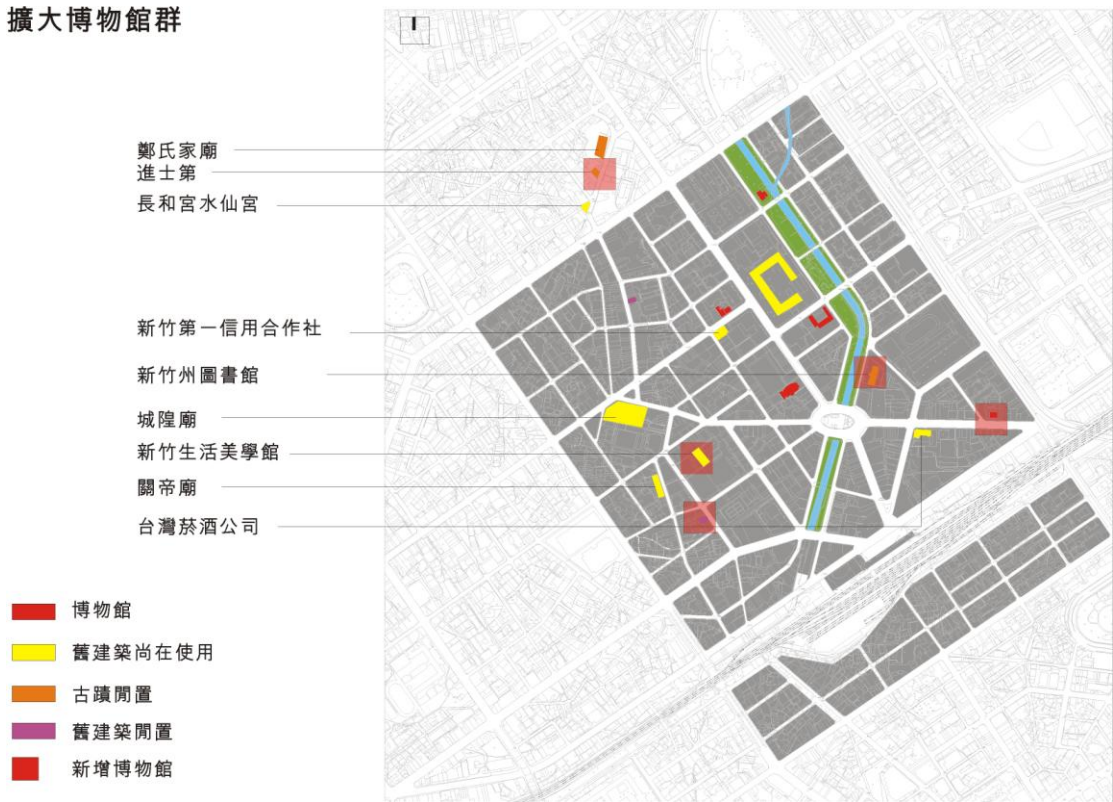 擴大博物館群
鄭氏家廟
進士第
長和宮水仙宮
新竹第一信用合作社
新竹州圖書館
城隍廟
新竹生活美學館
關帝廟
台灣菸酒公司
博物館
舊建築尚在使用
古蹟閒置
舊建築閒置
新增博物館